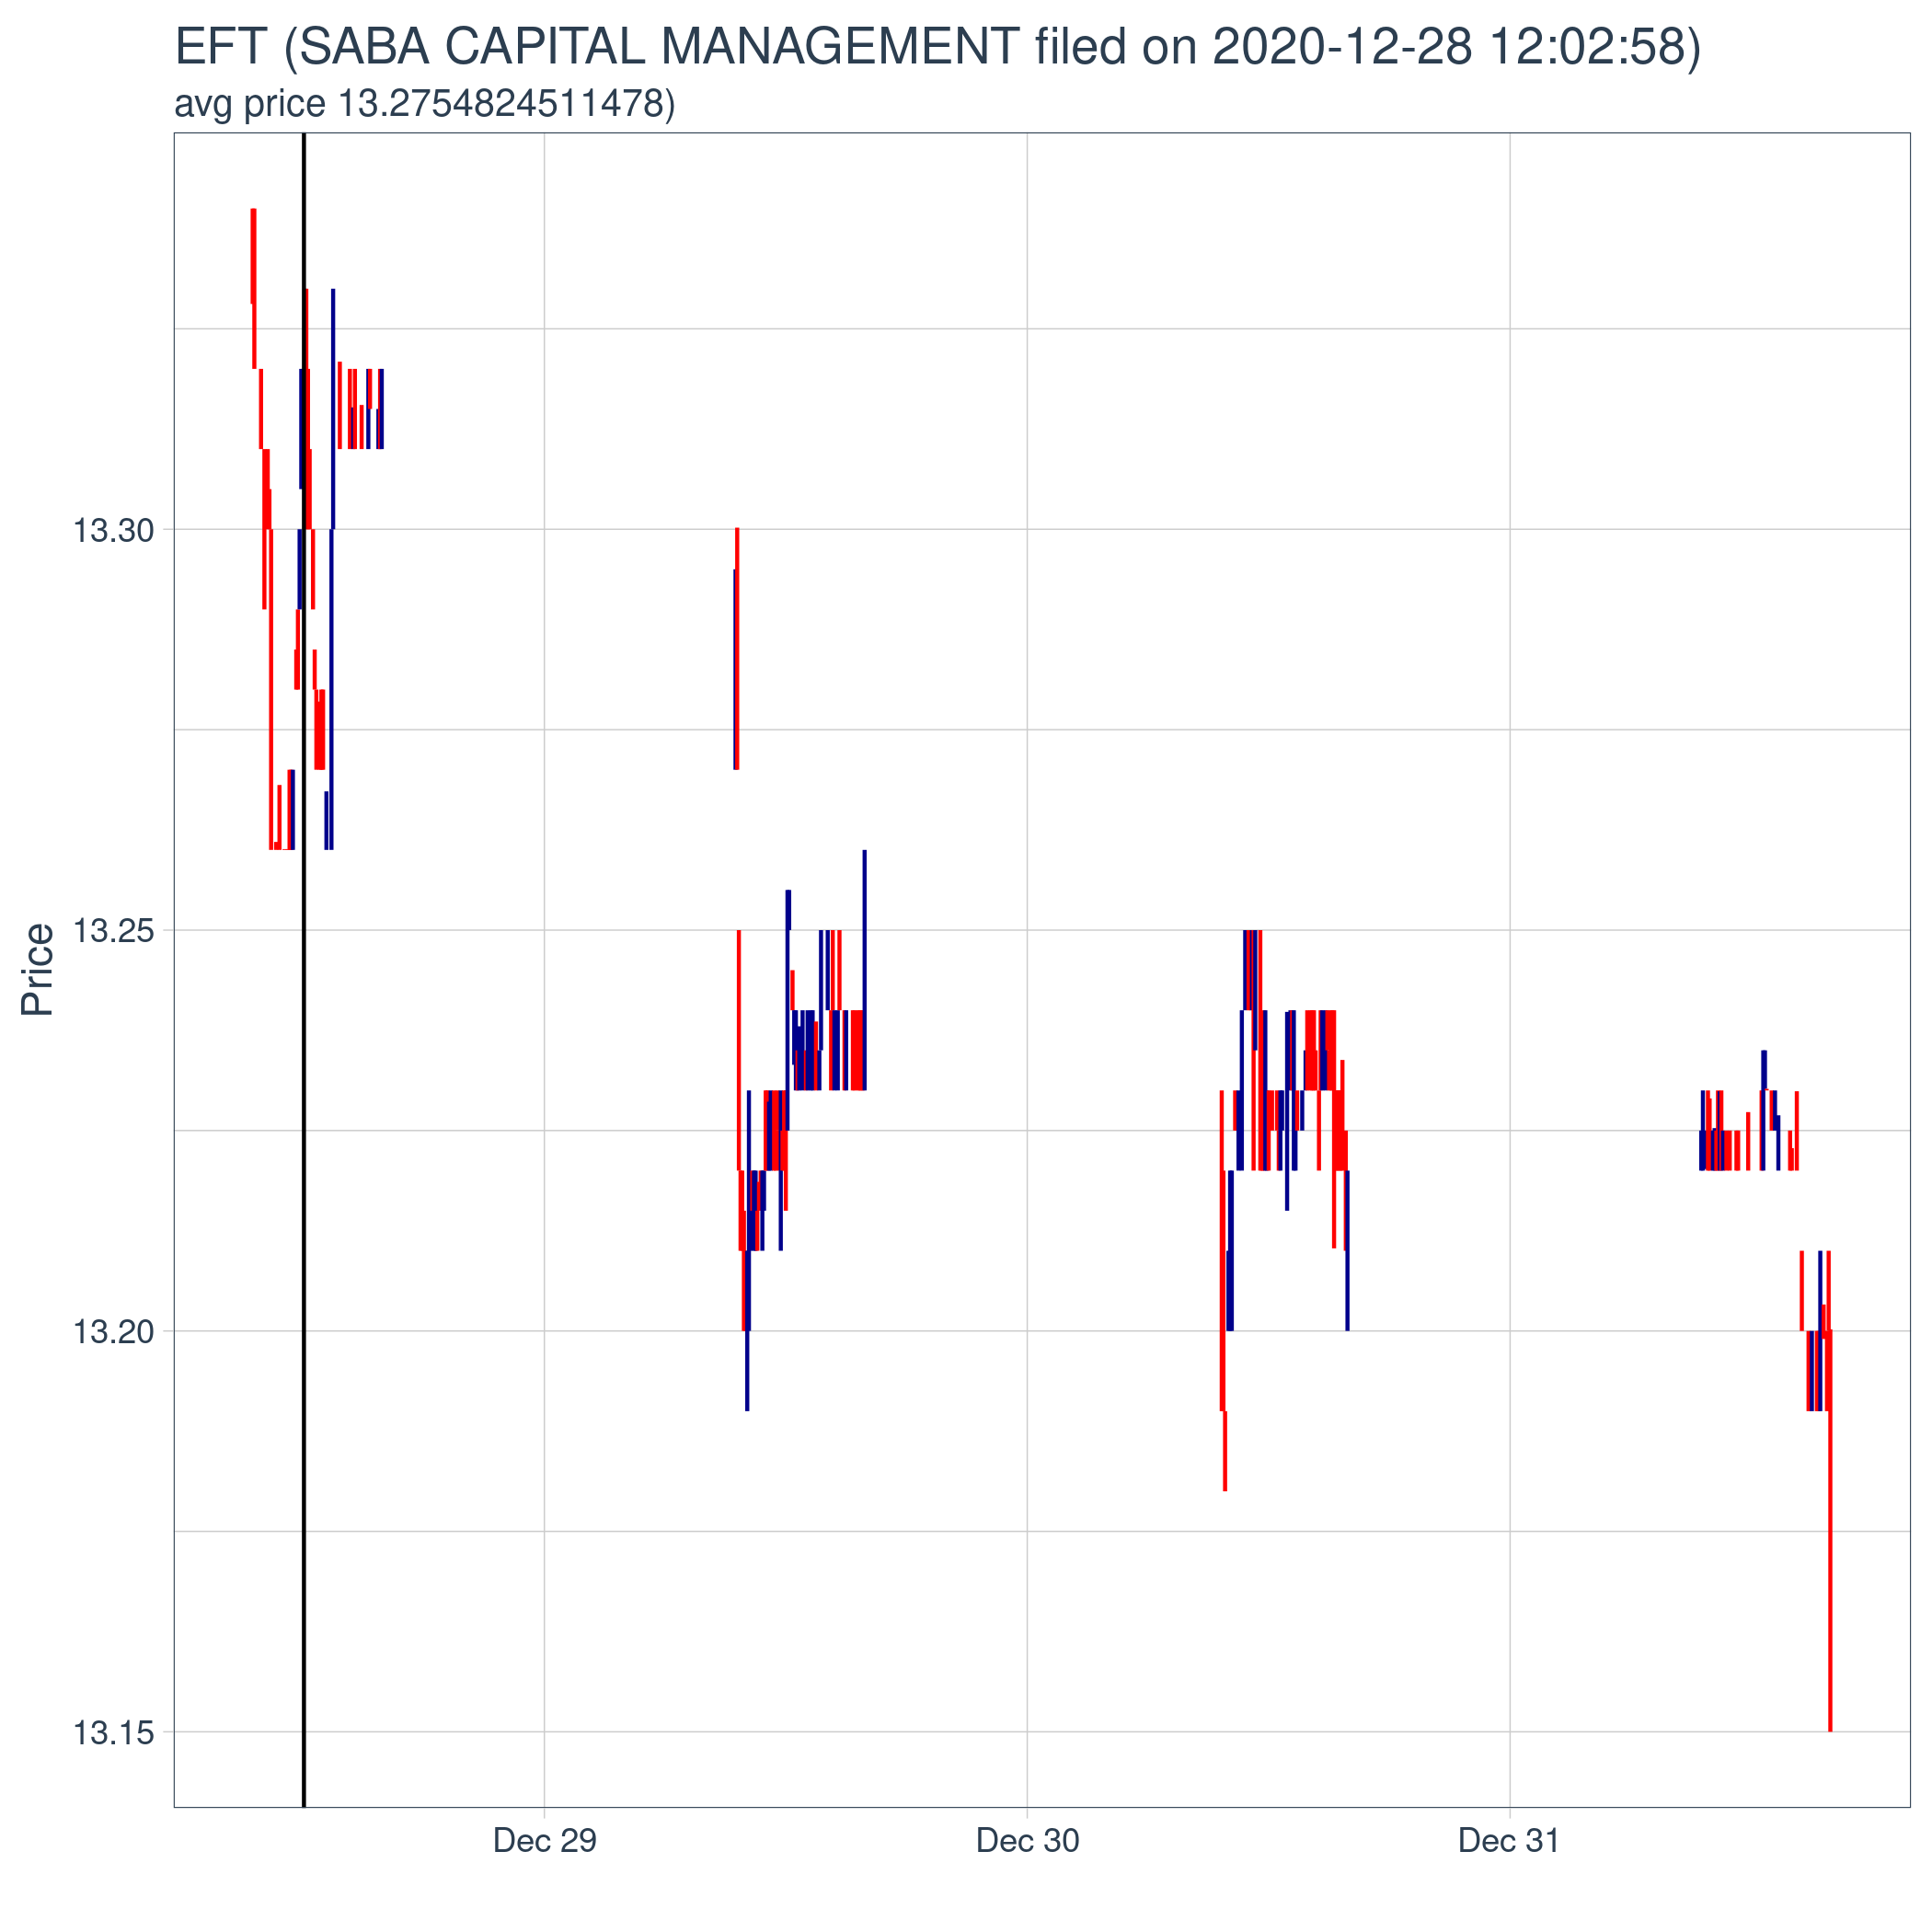 EFT (SABA CAPITAL MANAGEMENT filed on 2020-12-28 12:02:58)
avg price 13.2754824511478)
13.30
13.25
Price
13.20
13.15
Dec 29
Dec 30
Dec 31